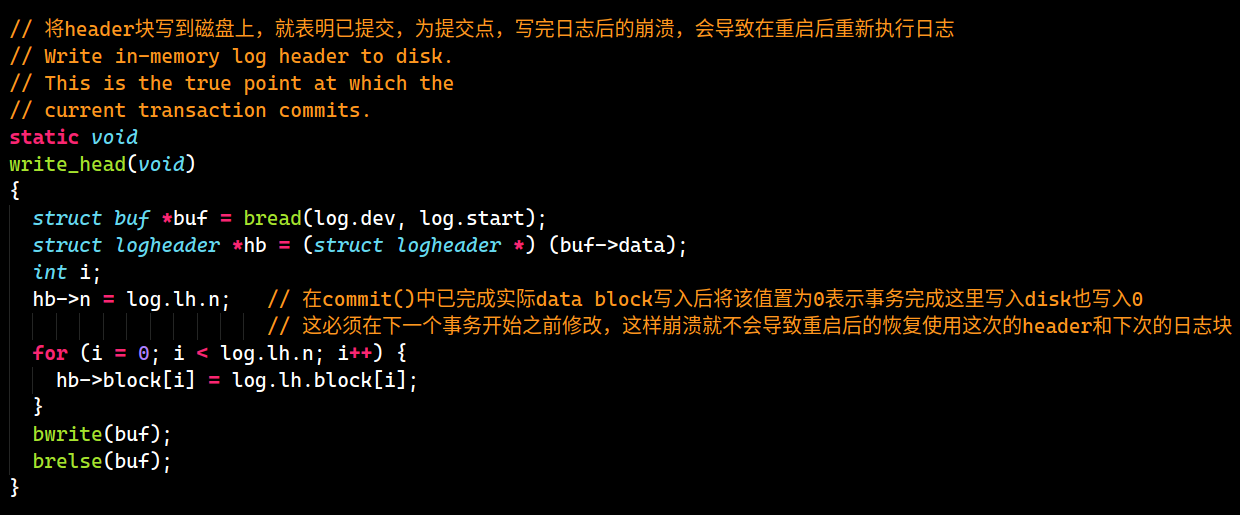 // 将header块写到磁盘上，就表明已提交，为提交点，写完日志后的崩溃，会导致在重启后重新执行日志
// Write in-memory log header to disk.
// This is the true point at which the
// current transaction commits.
static void
write_head(void)
{
  struct buf *buf = bread(log.dev, log.start);
  struct logheader *hb = (struct logheader *) (buf->data);
  int i;
  hb->n = log.lh.n;   // 在commit()中已完成实际data block写入后将该值置为0表示事务完成这里写入disk也写入0
                      // 这必须在下一个事务开始之前修改，这样崩溃就不会导致重启后的恢复使用这次的header和下次的日志块
  for (i = 0; i < log.lh.n; i++) {
    hb->block[i] = log.lh.block[i];
  }
  bwrite(buf);
  brelse(buf);
}